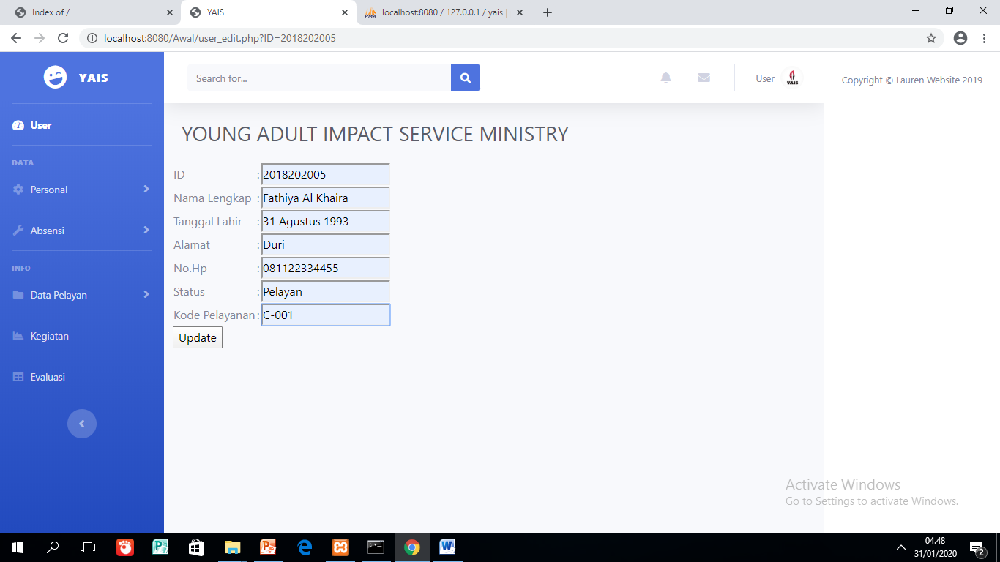 Index of /
YAIS
localhost:8080 / 127.0.0.1 / yais |
localhost:8080/Awal/user_edit.php?ID=2018202005
YAIS
Search for...
User
YAIS
Copyright © Lauren Website 2019
User
YOUNG ADULT IMPACT SERVICE MINISTRY
DATA
Personal
Absensi
INFO
Data Pelayan
Kegiatan
Evaluasi
ID : 2018202005
Nama Lengkap : Fathiya Al Khaira
Tanggal Lahir : 31 Agustus 1993
Alamat : Duri
No.Hp : 081122334455
Status : Pelayan
Kode Pelayanan : C-001
Update
Activate Windows
Go to Settings to activate Windows.
04.48
31/01/2020
2